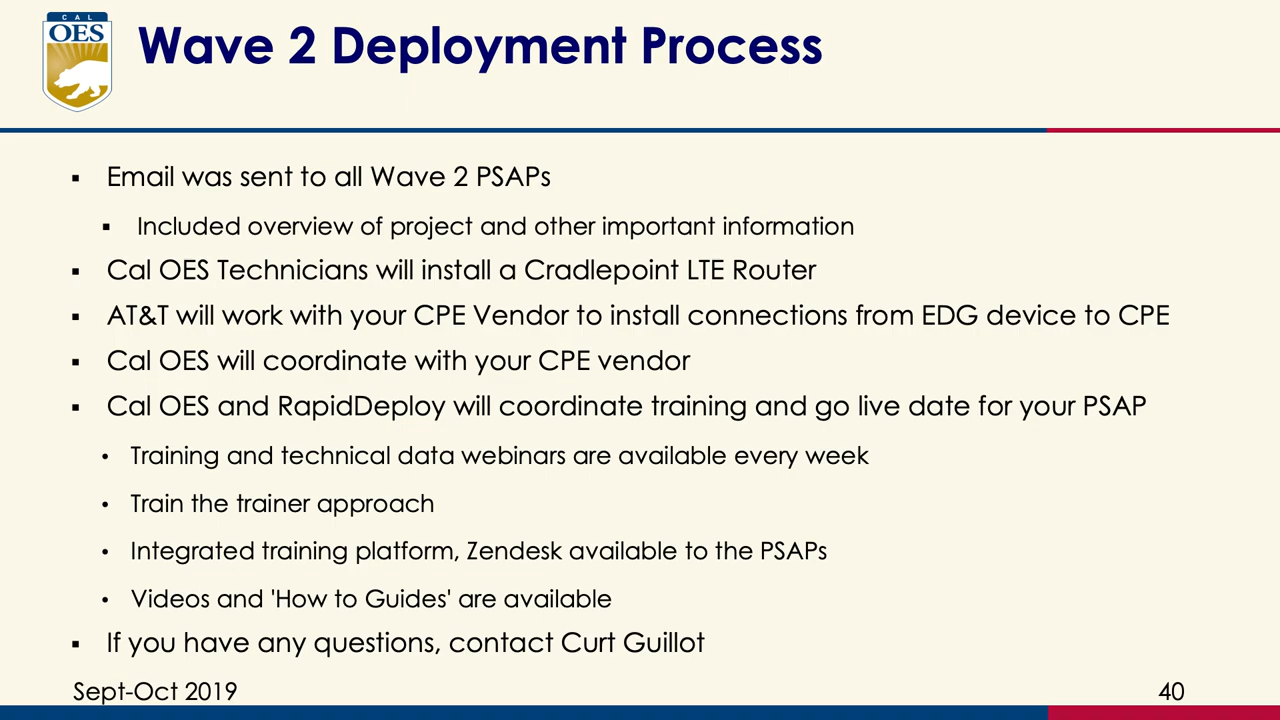 CAL
OES
Wave 2 Deployment Process
▪ Email was sent to all Wave 2 PSAPs
▪ Included overview of project and other important information
▪ Cal OES Technicians will install a Cradlepoint LTE Router
▪ AT&T will work with your CPE Vendor to install connections from EDG device to CPE
▪ Cal OES will coordinate with your CPE vendor
▪ Cal OES and RapidDeploy will coordinate training and go live date for your PSAP
• Training and technical data webinars are available every week
• Train the trainer approach
• Integrated training platform, Zendesk available to the PSAPs
• Videos and 'How to Guides' are available
▪ If you have any questions, contact Curt Guillot
Sept-Oct 2019
40